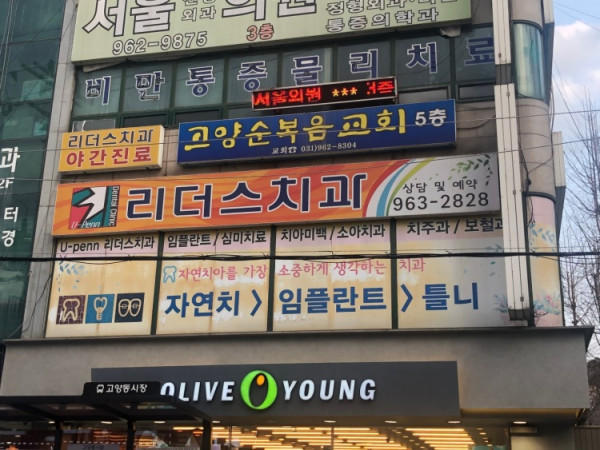 서울 의원
외과
정형외과
통증의학과
962-9875
3층
비만통증물리치료
서울의원 *** 3층
리더스치과
야간진료
고양순복음교회 5층
교회☎ 031)962-8304
Dental Clinic
U-Penn
리더스치과
상담 및 예약
963-2828
U-penn 리더스치과
임플란트/심미치료
치아미백/소아치과
치주과/보철과
자연치아를 가장 소중하게 생각하는 치과
자연치 > 임플란트 > 틀니
과
터
경
고양동시장
OLIVE YOUNG